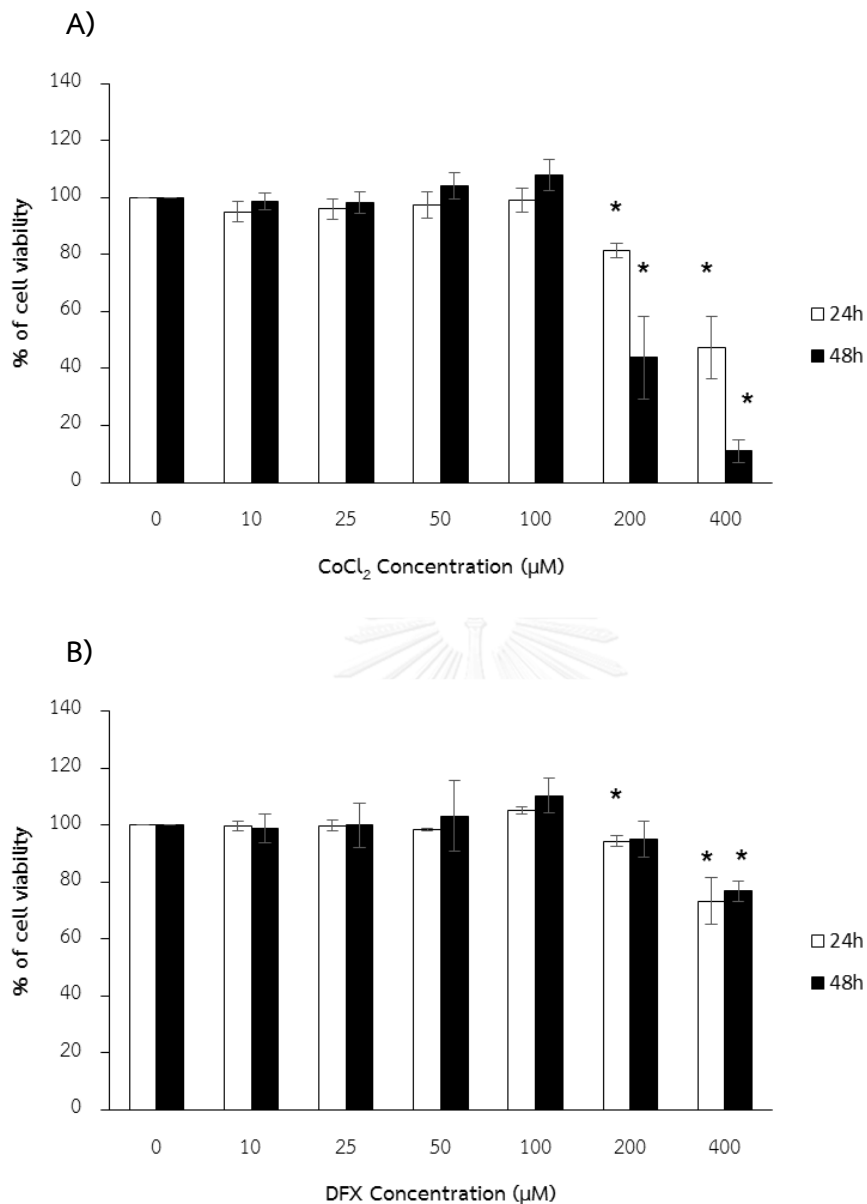 A)
140
120
100
80
60
40
20
0
% of cell viability
* * * *
0 10 25 50 100 200 400
CoCl₂ Concentration (µM)
24h
48h
B)
140
120
100
80
60
40
20
0
% of cell viability
* * *
0 10 25 50 100 200 400
DFX Concentration (µM)
24h
48h